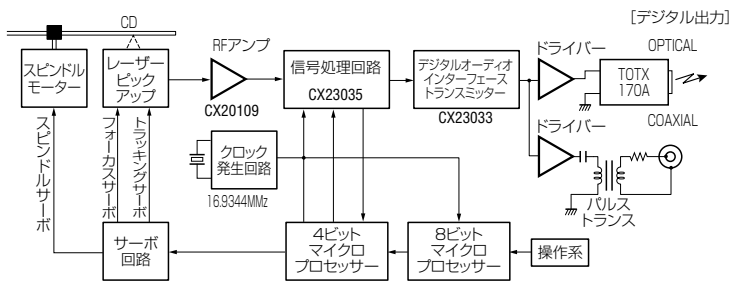 [デジタル出力]
CD
スピンドル
モーター
レーザー
ピック
アップ
RFアンプ
CX20109
信号処理回路
CX23035
デジタルオーディオ
インターフェース
トランスミッター
CX23033
ドライバー
OPTICAL
TOTX
170A
ドライバー
COAXIAL
パルス
トランス
スピンドルサーボ
フォーカスサーボ
トラッキングサーボ
クロック
発生回路
16.9344MMz
サーボ
回路
4ビット
マイクロ
プロセッサー
8ビット
マイクロ
プロセッサー
操作系